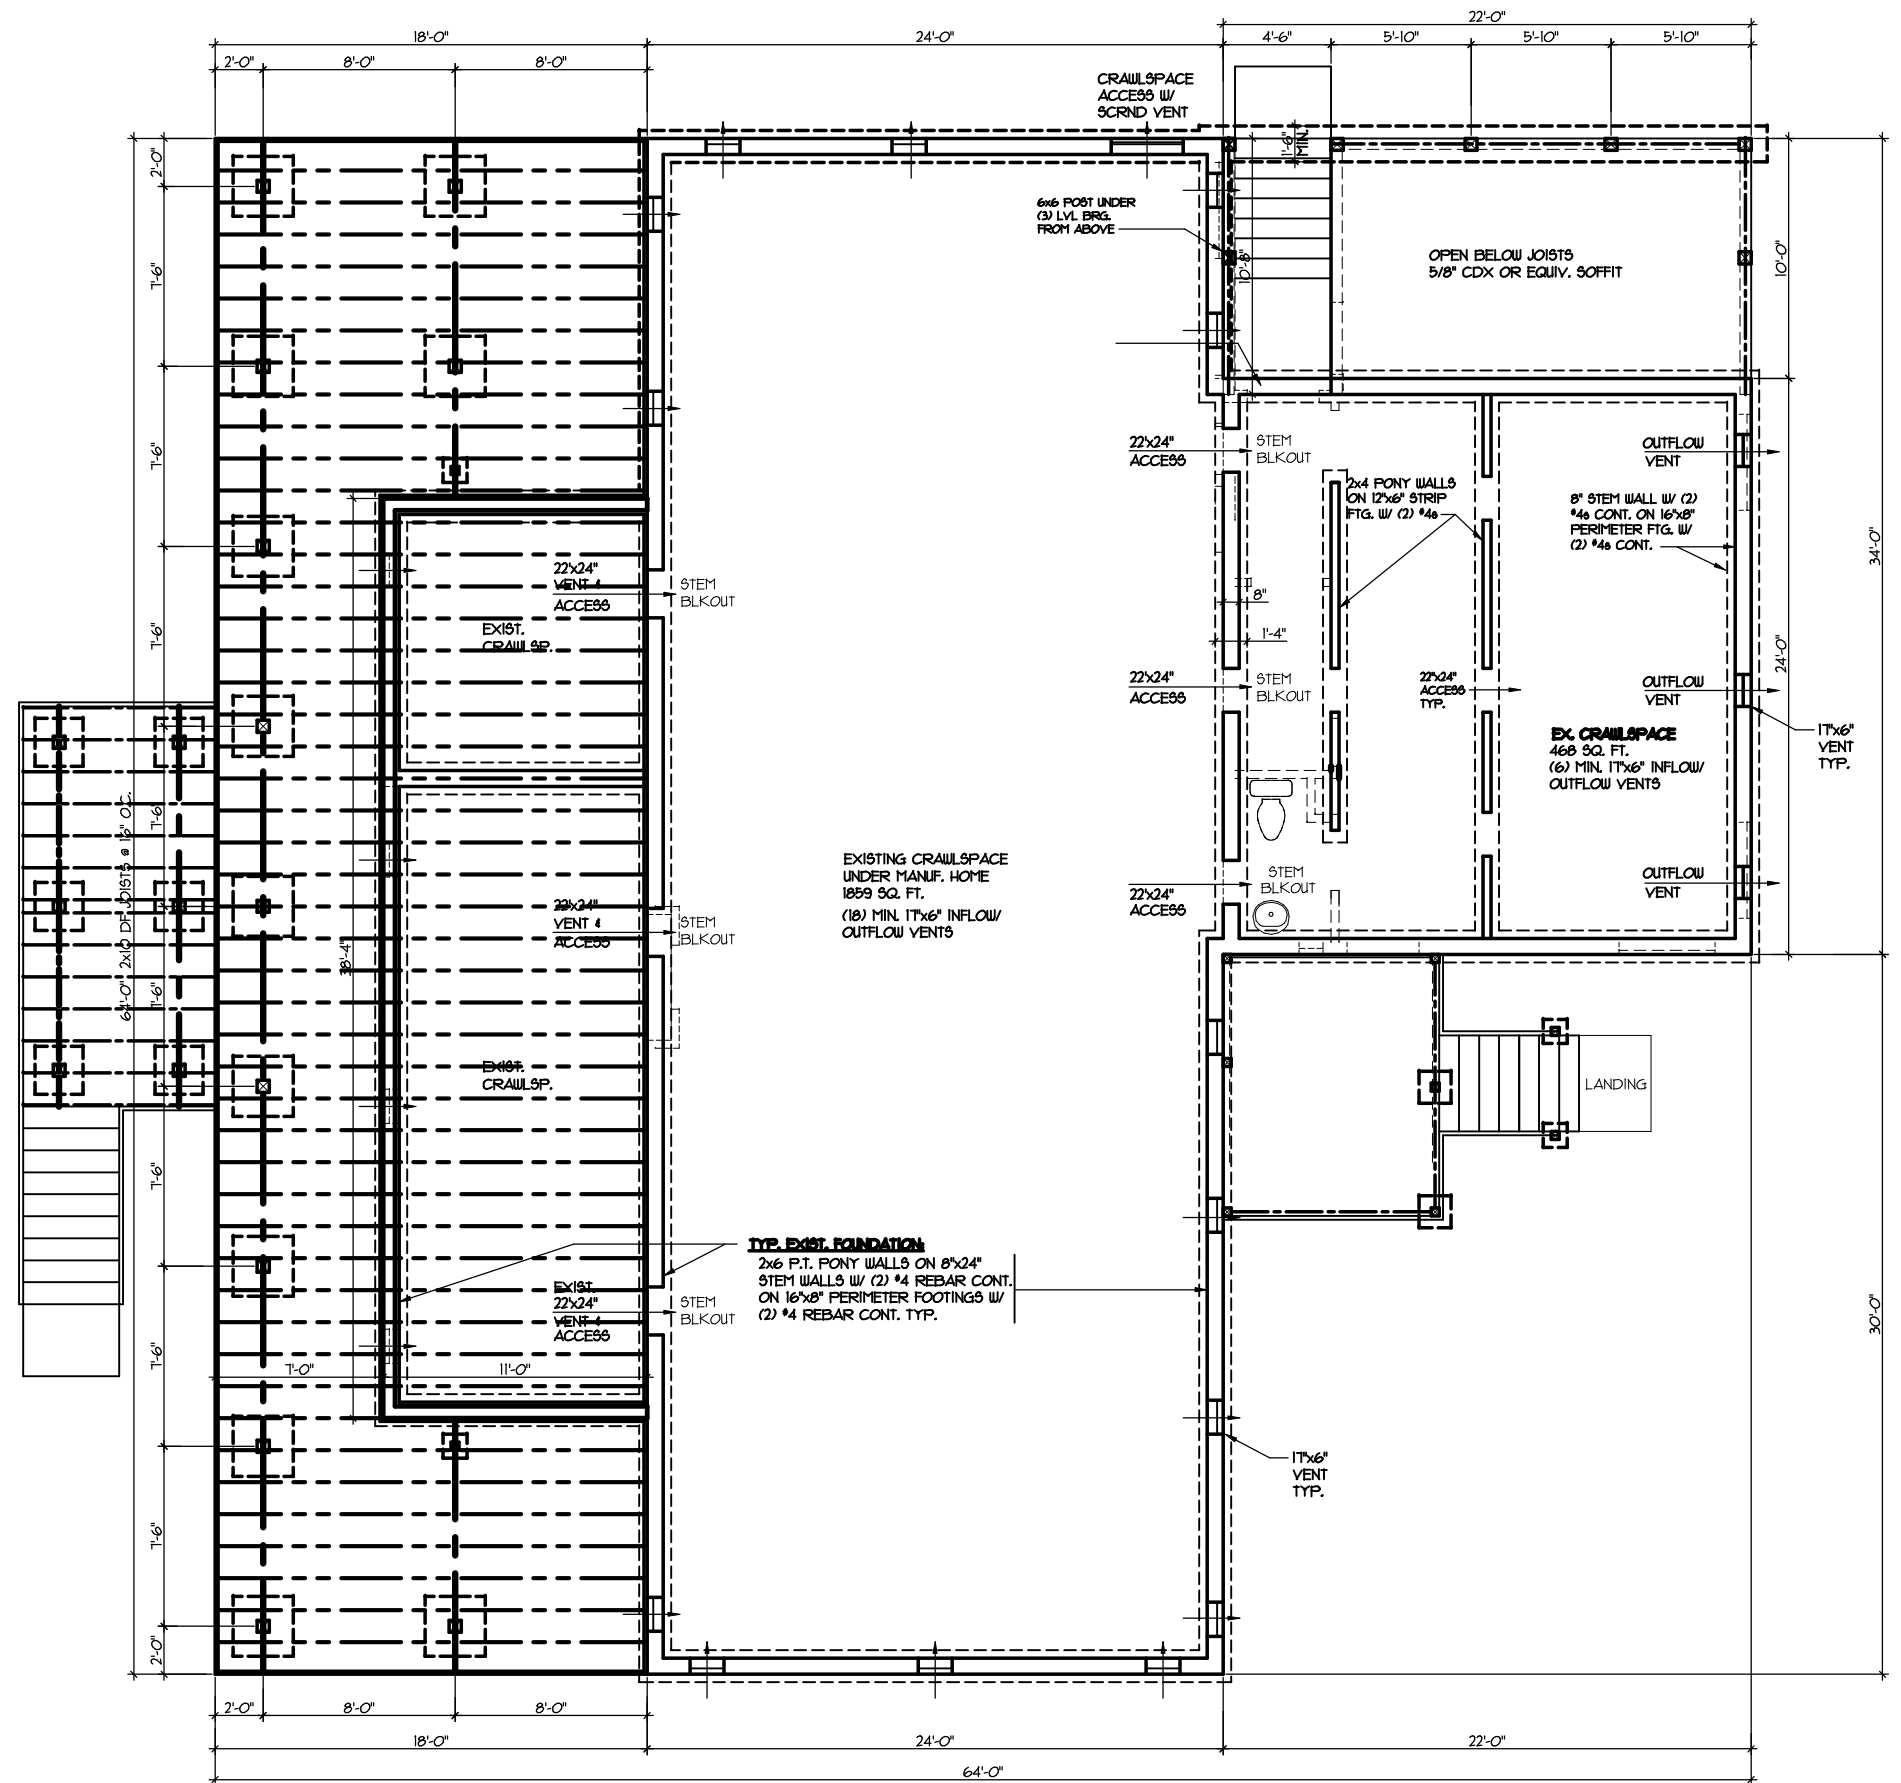 22'-0"
18'-0"
24'-0"
4'-6"
5'-10"
5'-10"
5'-10"
2'-0"
8'-0"
8'-0"
CRAWLSPACE
ACCESS W/
SCRND VENT
1'-6"
MIN.
2'-0"
6x6 POST UNDER
(3) LVL BRG.
FROM ABOVE
10'-8"
OPEN BELOW JOISTS
5/8" CDX OR EQUIV. SOFFIT
10'-0"
7'-6"
7'-6"
7'-6"
7'-6"
7'-6"
7'-6"
7'-6"
7'-6"
2'-0"
64'-0"
2x10 DF JOISTS @ 16" O.C.
38'-4"
22"x24"
ACCESS
STEM
BLKOUT
OUTFLOW
VENT
2x4 PONY WALLS
ON 12"x6" STRIP
FTG. W/ (2) #4s
8" STEM WALL W/ (2)
#4s CONT. ON 16"x8"
PERIMETER FTG. W/
(2) #4s CONT.
34'-0"
22"x24"
VENT &
ACCESS
STEM
BLKOUT
8"
EXIST.
CRAWLSP.
1'-4"
24'-0"
22"x24"
ACCESS
STEM
BLKOUT
22"x24"
ACCESS
TYP.
OUTFLOW
VENT
EX. CRAWLSPACE
468 SQ. FT.
(6) MIN. 17"x6" INFLOW/
OUTFLOW VENTS
17"x6"
VENT
TYP.
EXISTING CRAWLSPACE
UNDER MANUF. HOME
1859 SQ. FT.
(18) MIN. 17"x6" INFLOW/
OUTFLOW VENTS
22"x24"
ACCESS
STEM
BLKOUT
OUTFLOW
VENT
22"x24"
VENT &
ACCESS
STEM
BLKOUT
EXIST.
CRAWLSP.
LANDING
TYP. EXIST. FOUNDATION:
2x6 P.T. PONY WALLS ON 8"x24"
STEM WALLS W/ (2) #4 REBAR CONT.
ON 16"x8" PERIMETER FOOTINGS W/
(2) #4 REBAR CONT. TYP.
EXIST.
22"x24"
VENT &
ACCESS
STEM
BLKOUT
30'-0"
7'-0"
11'-0"
17"x6"
VENT
TYP.
2'-0"
8'-0"
8'-0"
18'-0"
24'-0"
22'-0"
64'-0"